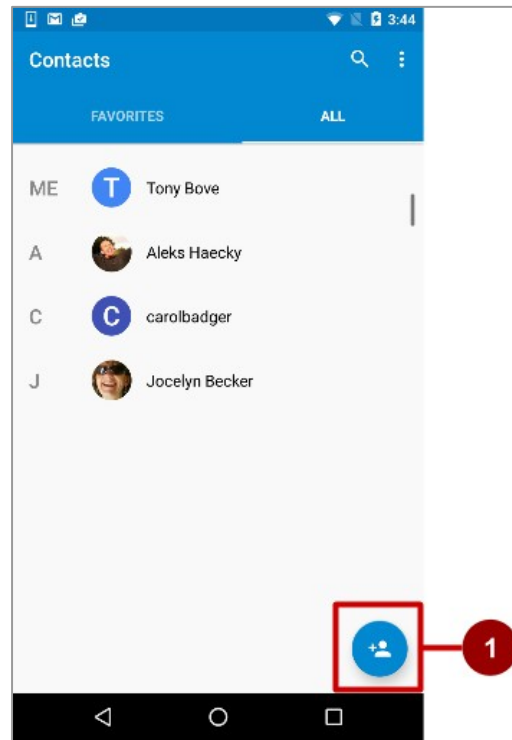 3:44
Contacts
FAVORITES ALL
ME T Tony Bove
A Aleks Haecky
C C carolbadger
J Jocelyn Becker
1